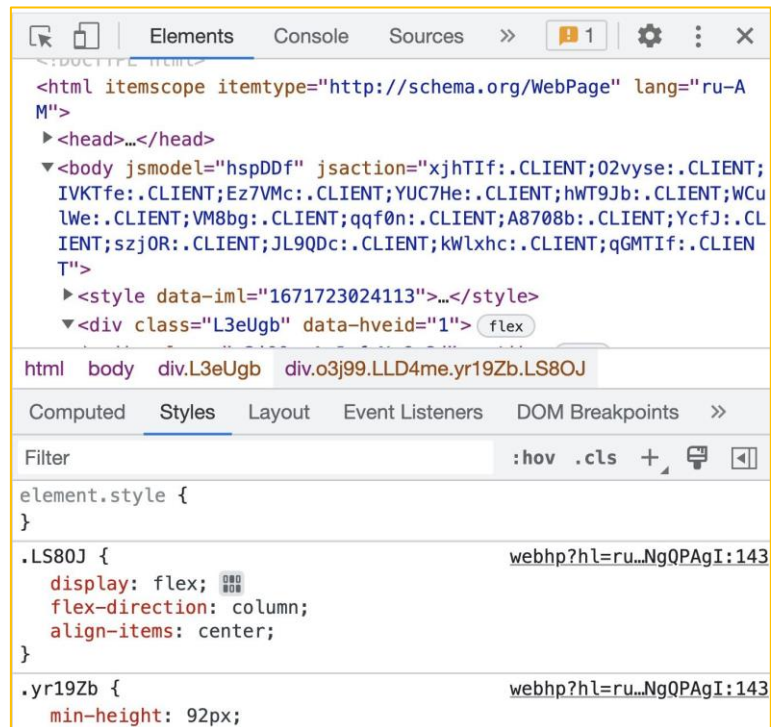 Elements Console Sources » 1
<!DOCTYPE html>
<html itemscope itemtype="http://schema.org/WebPage" lang="ru-A
M">
<head>…</head>
<body jsmodel="hspDDf" jsaction="xjhTIf:.CLIENT;O2vyse:.CLIENT;
IVKTfe:.CLIENT;Ez7VMc:.CLIENT;YUC7He:.CLIENT;hWT9Jb:.CLIENT;WCu
lWe:.CLIENT;VM8bg:.CLIENT;qqf0n:.CLIENT;A8708b:.CLIENT;YcfJ:.CL
IENT;szjOR:.CLIENT;JL9QDc:.CLIENT;kWlxhc:.CLIENT;qGMTIf:.CLIEN
T">
<style data-iml="1671723024113">…</style>
<div class="L3eUgb" data-hveid="1"> flex
html body div.L3eUgb div.o3j99.LLD4me.yr19Zb.LS8OJ
Computed Styles Layout Event Listeners DOM Breakpoints »
Filter :hov .cls +
element.style {
}
.LS8OJ { webhp?hl=ru…NgQPAgI:143
display: flex;
flex-direction: column;
align-items: center;
}
.yr19Zb { webhp?hl=ru…NgQPAgI:143
min-height: 92px;